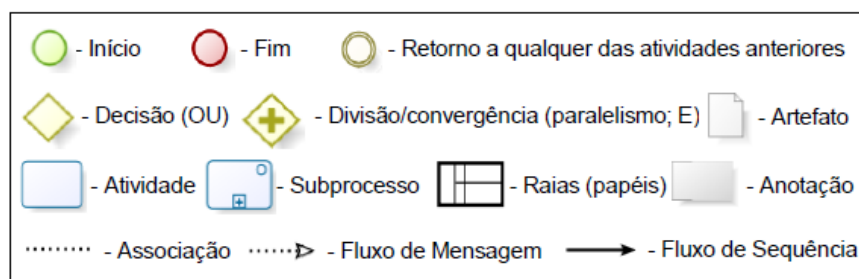 - Início - Fim - Retorno a qualquer das atividades anteriores
- Decisão (OU) - Divisão/convergência (paralelismo; E) - Artefato
- Atividade - Subprocesso - Raias (papéis) - Anotação
- Associação - Fluxo de Mensagem - Fluxo de Sequência